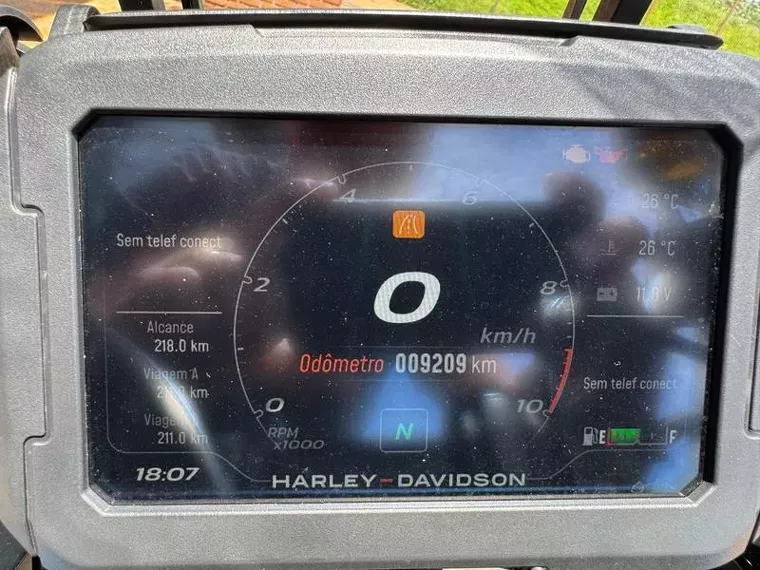 4 6
26 °C
Sem telef conect
26 °C
2 8
0
km/h
Alcance
218.0 km
Odômetro 009209 km
Viagem A
Sem telef conect
0 10
Viagem
211.0 km
RPM
x1000
N
E F
18:07
HARLEY-DAVIDSON